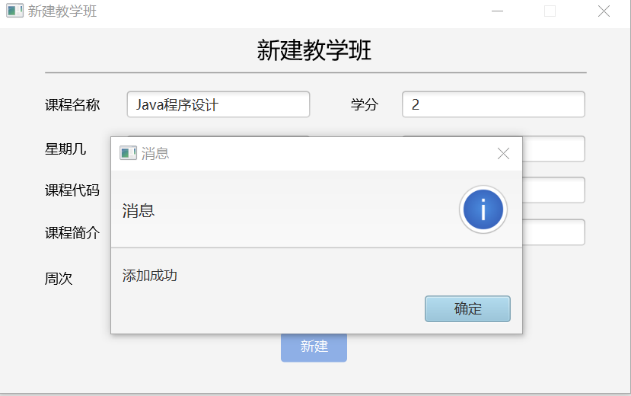 新建教学班
新建教学班
课程名称 Java程序设计 学分 2
星期几
消息
课程代码
消息
课程简介
周次
添加成功
确定
新建